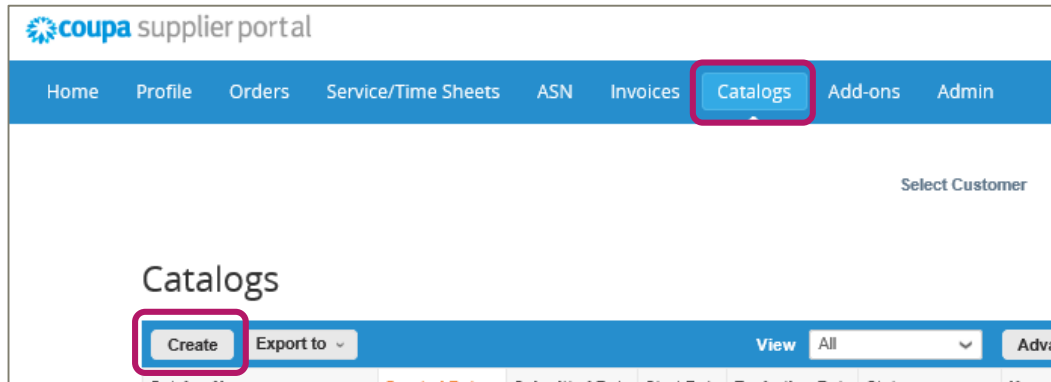 coupa supplier portal
Home Profile Orders Service/Time Sheets ASN Invoices Catalogs Add-ons Admin
Select Customer
Catalogs
Create Export to View All